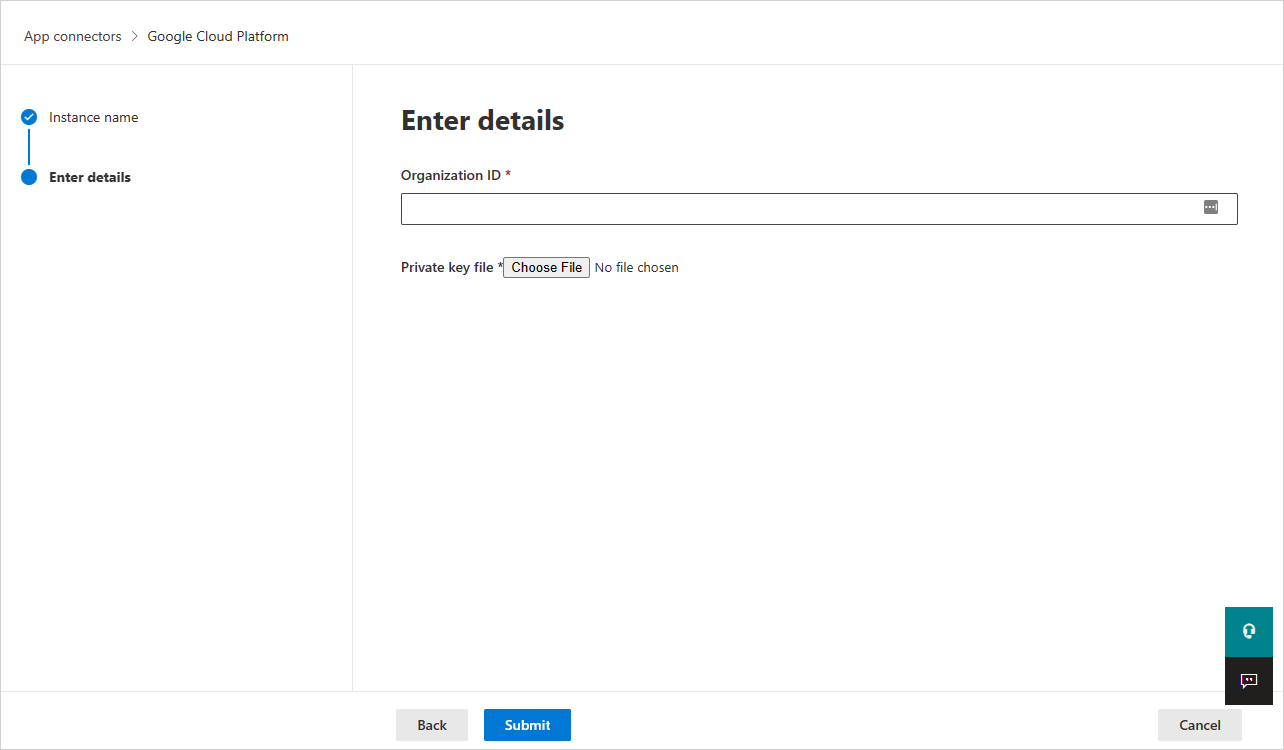 App connectors > Google Cloud Platform
Instance name
Enter details
Enter details
Organization ID *
Private key file * Choose File No file chosen
Back Submit Cancel